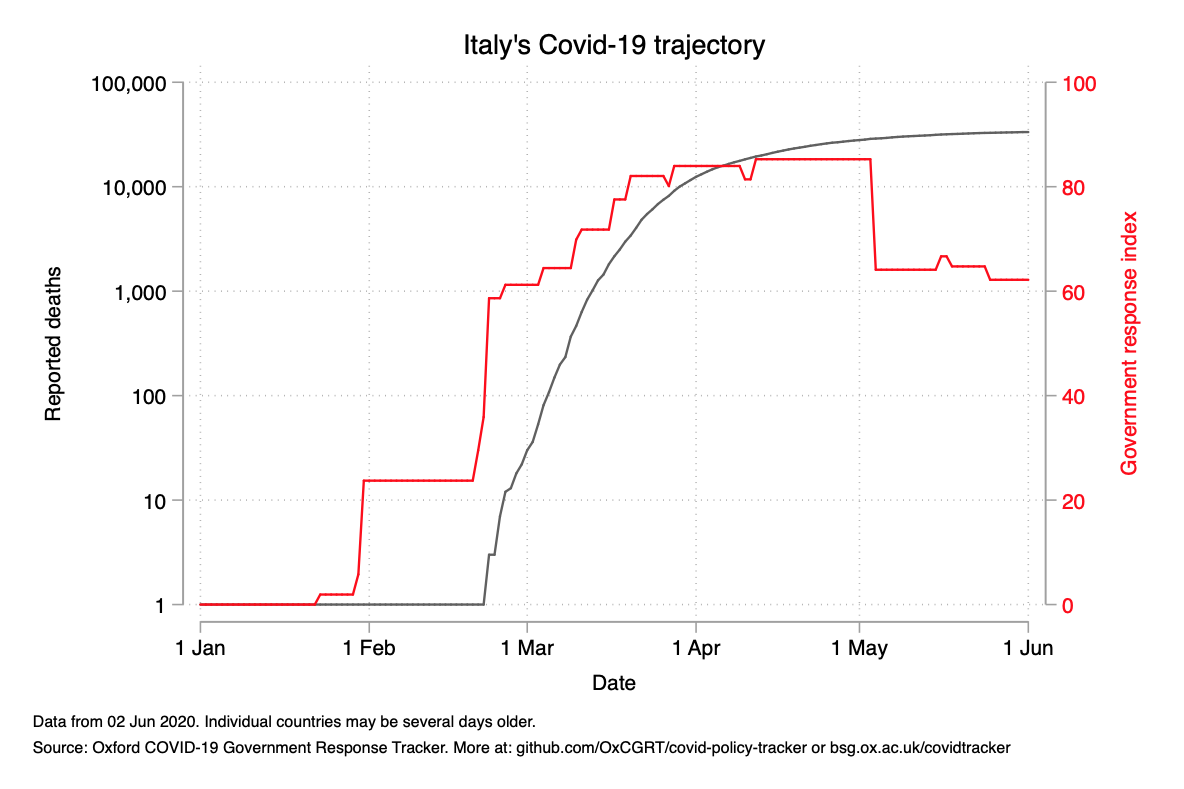 Italy's Covid-19 trajectory
100,000
10,000
1,000
100
10
1
Reported deaths
100
80
60
40
20
0
Government response index
1 Jan
1 Feb
1 Mar
1 Apr
1 May
1 Jun
Date
Data from 02 Jun 2020. Individual countries may be several days older.
Source: Oxford COVID-19 Government Response Tracker. More at: github.com/OxCGRT/covid-policy-tracker or bsg.ox.ac.uk/covidtracker